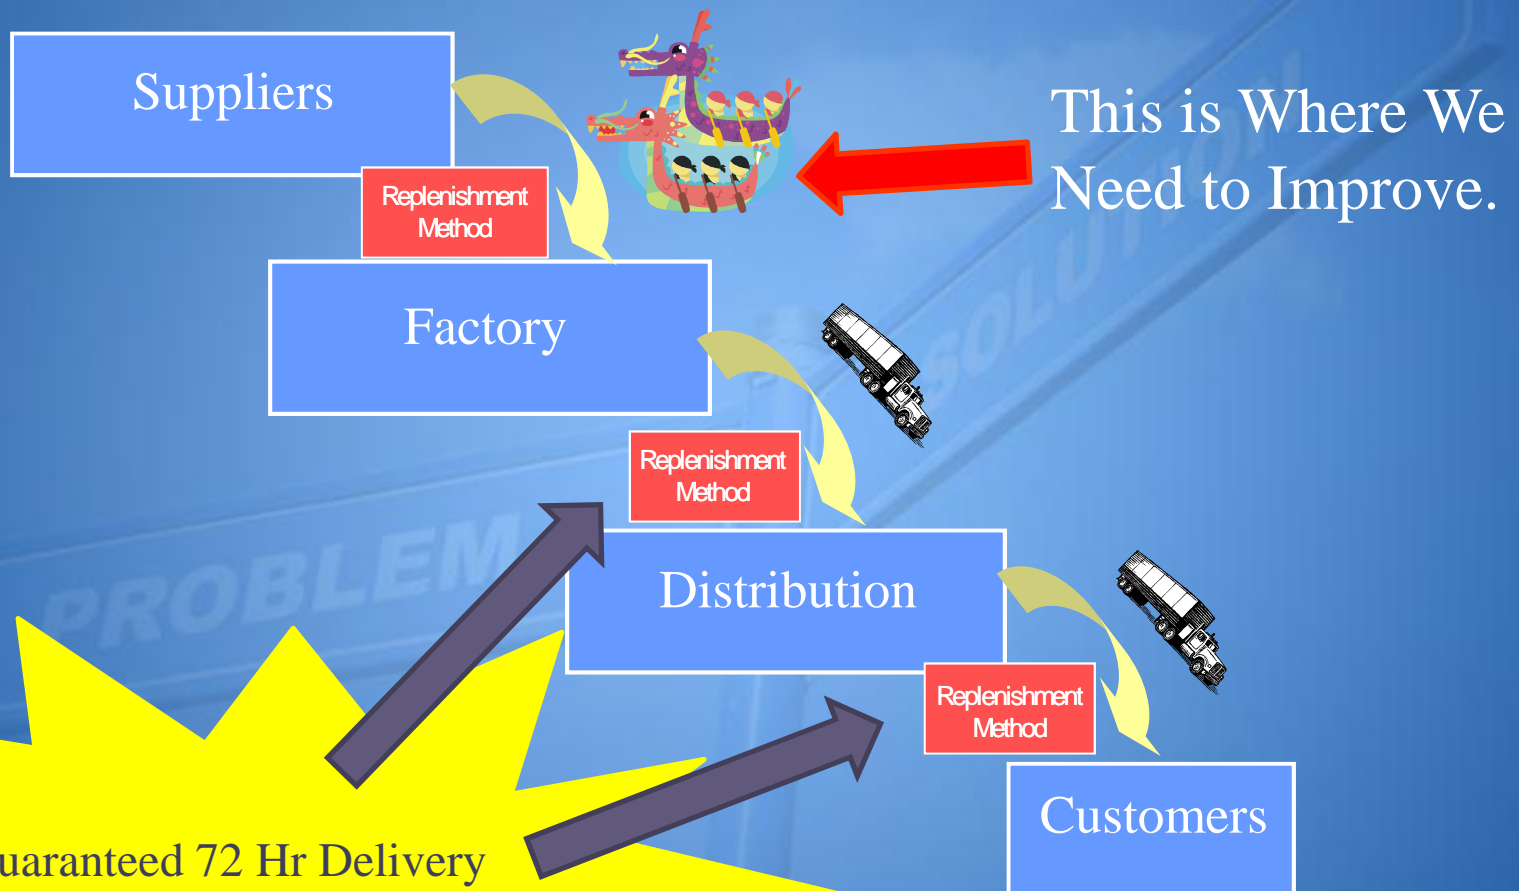 Suppliers
This is Where We
Need to Improve.
Replenishment
Method
Factory
Replenishment
Method
SOLUTION
PROBLEM
Distribution
Replenishment
Method
Customers
uaranteed 72 Hr Delivery